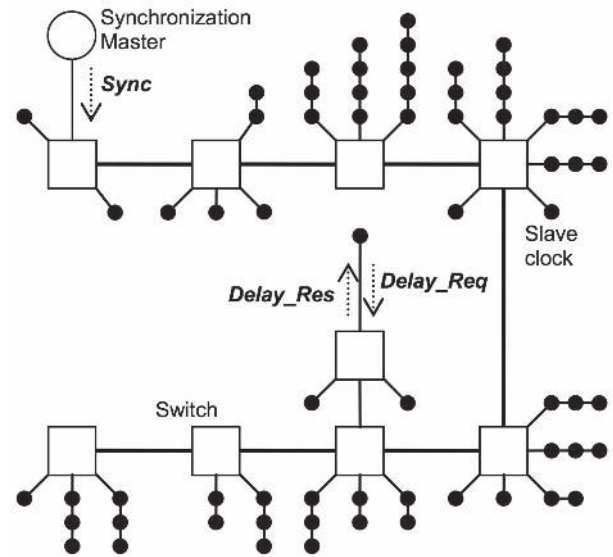 Synchronization
Master
Sync
Slave
clock
Delay_Res
Delay_Req
Switch